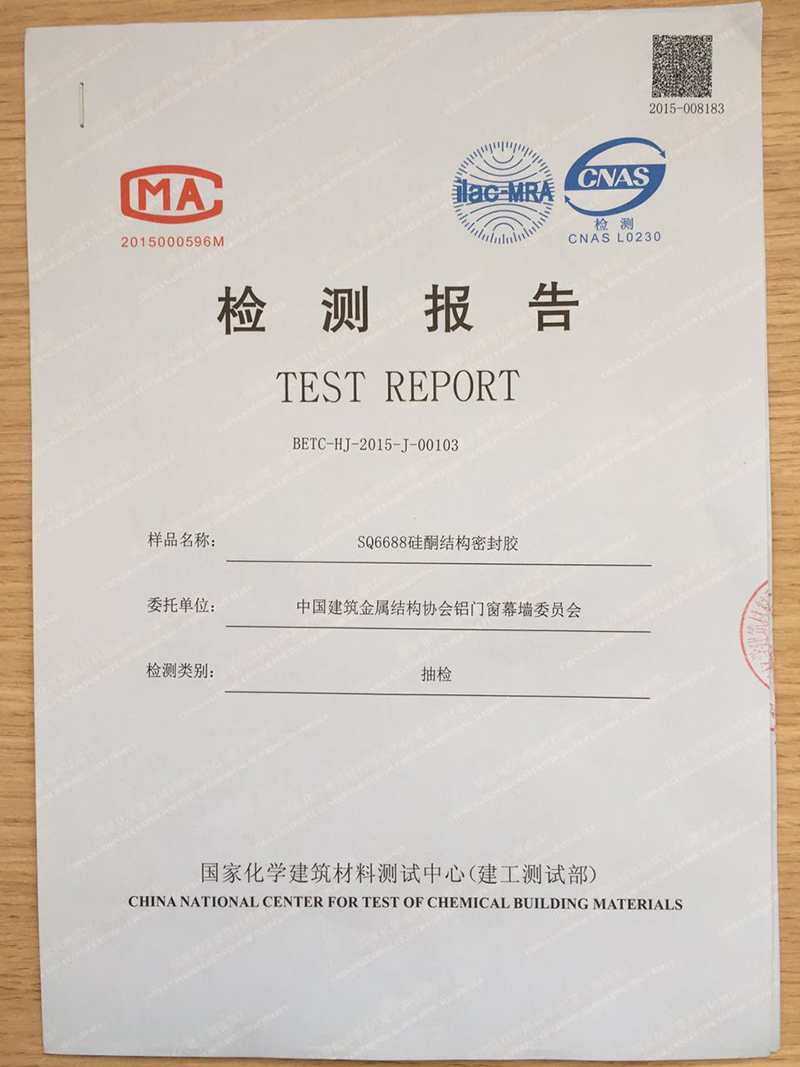 2015-008183
MA
2015000596M
ilac-MRA
CNAS
检 测
CNAS L0230
检 测 报 告
TEST REPORT
BETC-HJ-2015-J-00103
样品名称： SQ6688硅酮结构密封胶
委托单位： 中国建筑金属结构协会铝门窗幕墙委员会
检测类别： 抽检
国家化学建筑材料测试中心(建工测试部)
CHINA NATIONAL CENTER FOR TEST OF CHEMICAL BUILDING MATERIALS